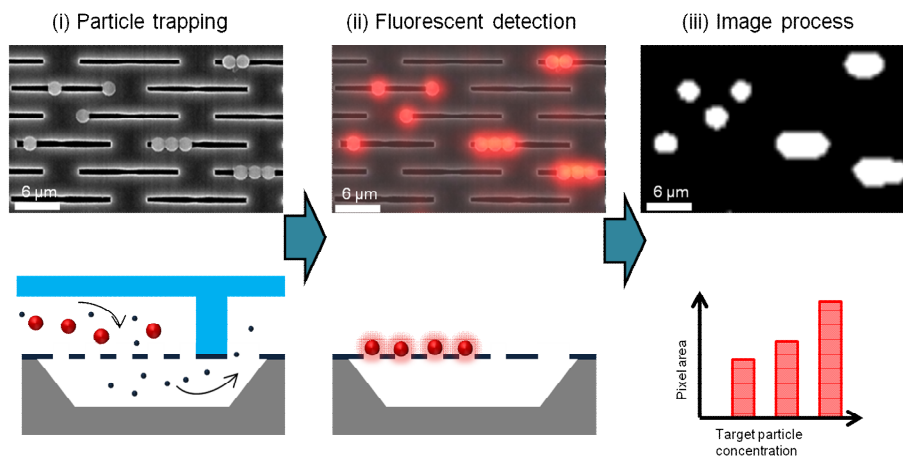 (i) Particle trapping
(ii) Fluorescent detection
(iii) Image process
6 μm
6 μm
6 μm
Pixel area
Target particle
concentration